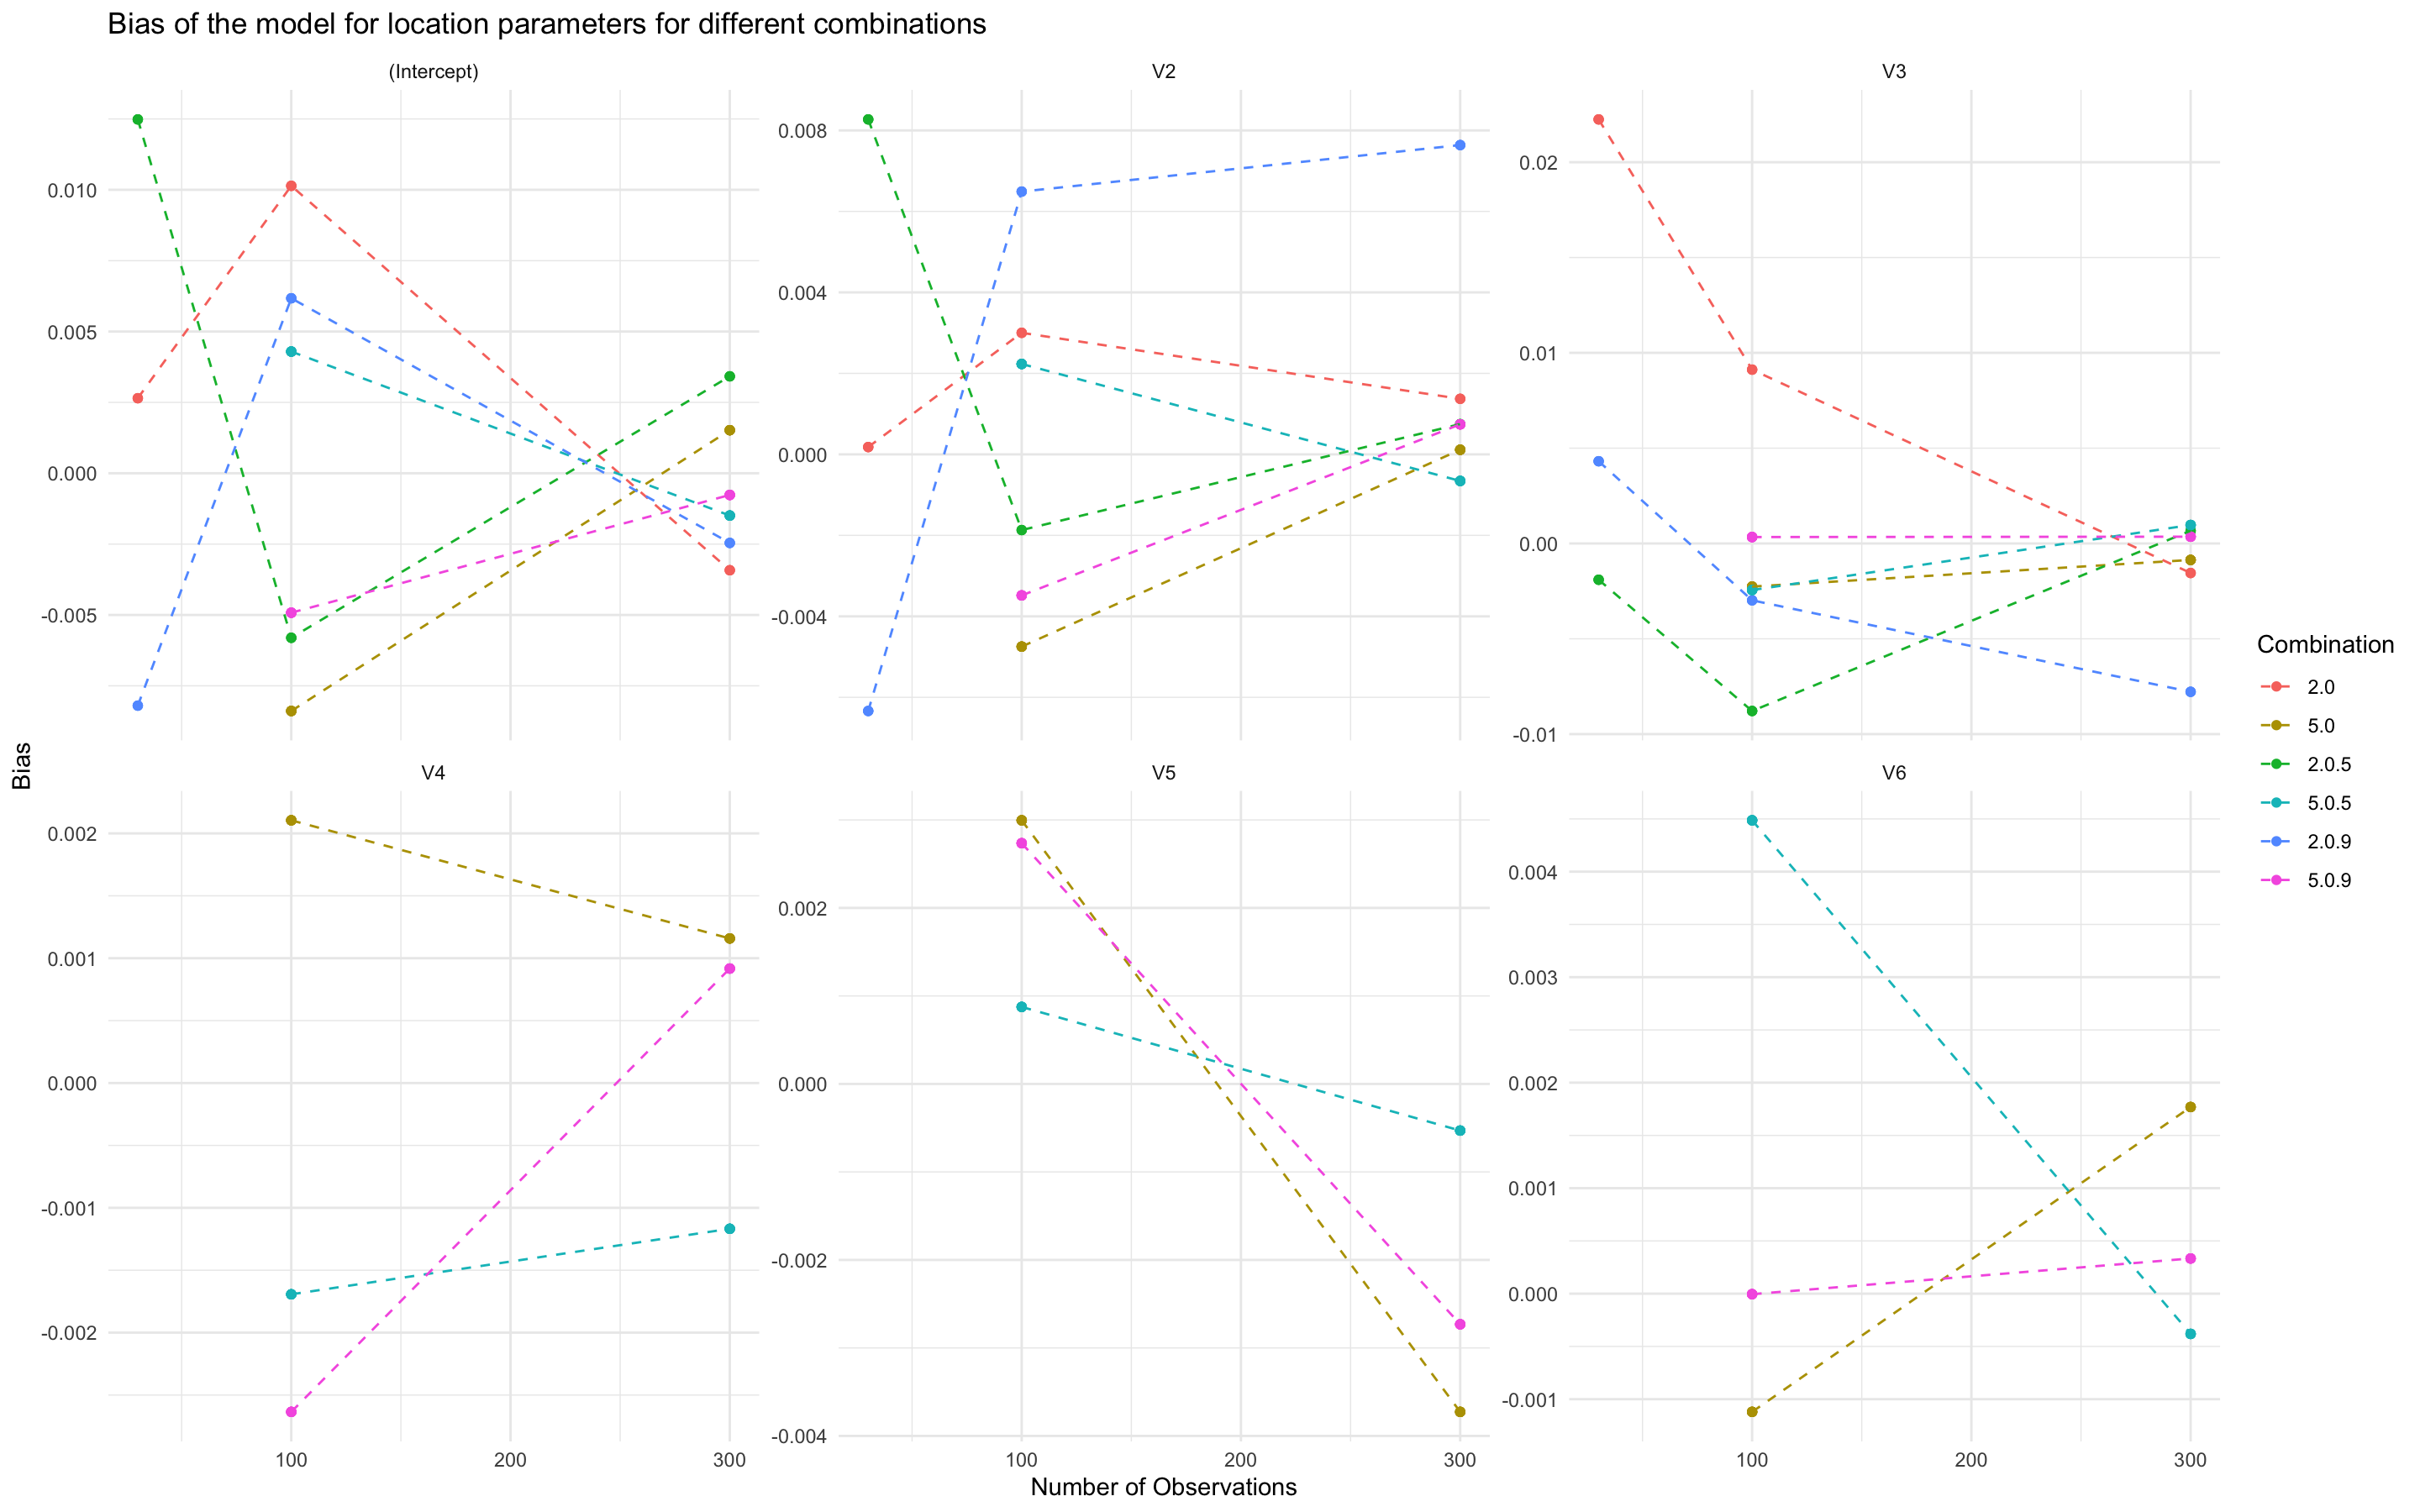 Bias of the model for location parameters for different combinations
(Intercept)
V2
V3
0.010
0.005
0.000
-0.005
0.008
0.004
0.000
-0.004
0.02
0.01
0.00
-0.01
Bias
V4
V5
V6
0.002
0.001
0.000
-0.001
-0.002
0.002
0.000
-0.002
-0.004
0.004
0.003
0.002
0.001
0.000
-0.001
100 200 300
100 200 300
100 200 300
Number of Observations
Combination
2.0
5.0
2.0.5
5.0.5
2.0.9
5.0.9